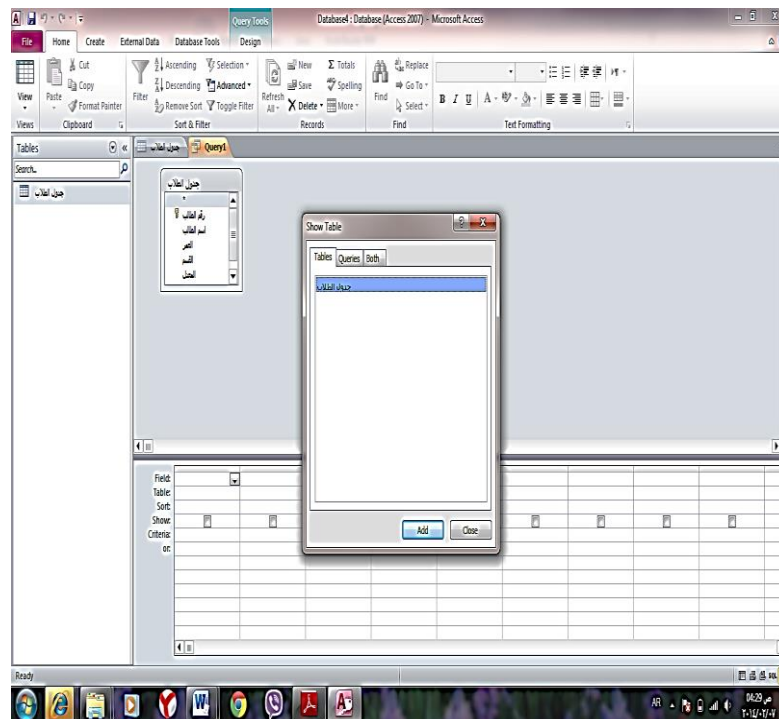 Query Tools
Database4 : Database (Access 2007) - Microsoft Access
File Home Create External Data Database Tools Design
View Paste Cut Copy Format Painter
Filter Ascending Descending Remove Sort Selection Advanced Toggle Filter
Refresh All New Save Delete Σ Totals Spelling More
Find Replace Go To Select
B I U A
Views Clipboard Sort & Filter Records Find Text Formatting
Tables
Search...
جدول الطلاب
جدول الطلاب Query1
جدول الطلاب
*
رقم الطالب
اسم الطالب
العمر
القسم
المعدل
Show Table
Tables Queries Both
جدول الطلاب
Add Close
Field:
Table:
Sort:
Show:
Criteria:
or:
Ready
SQL
AR
04:29 ص